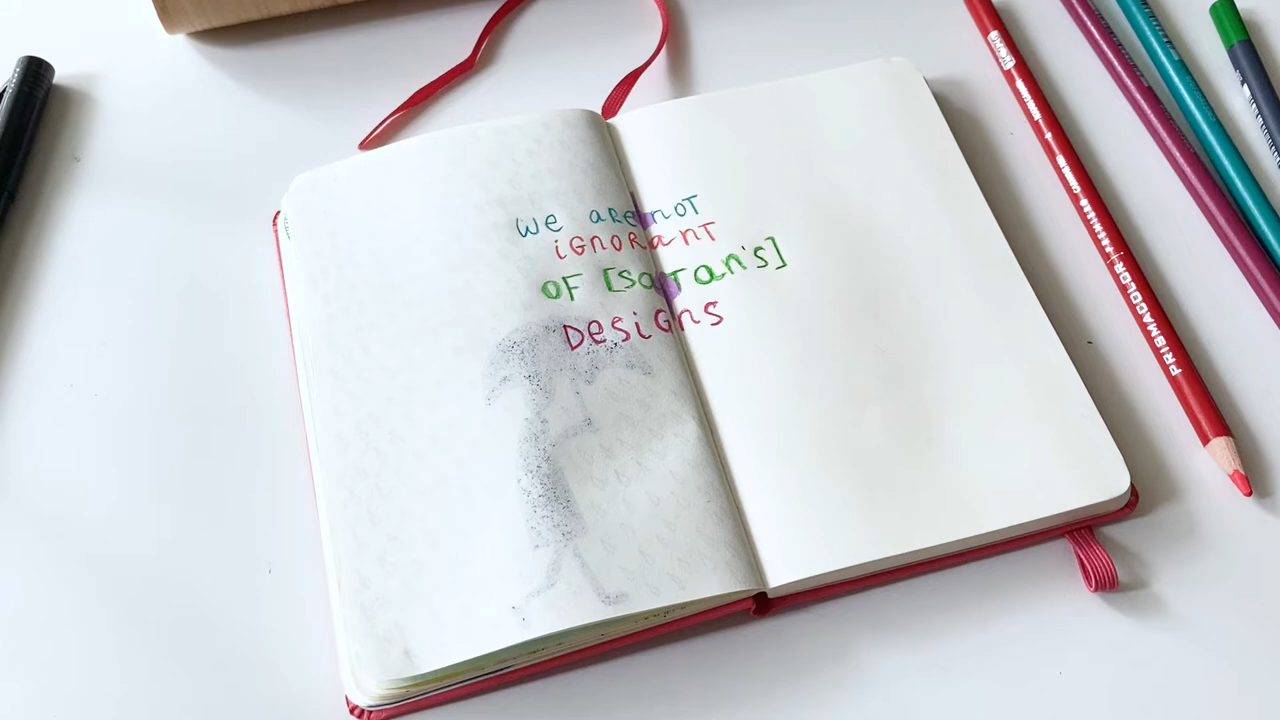 we are not
ignorant
of [satan's]
Designs
PRISMACOLOR